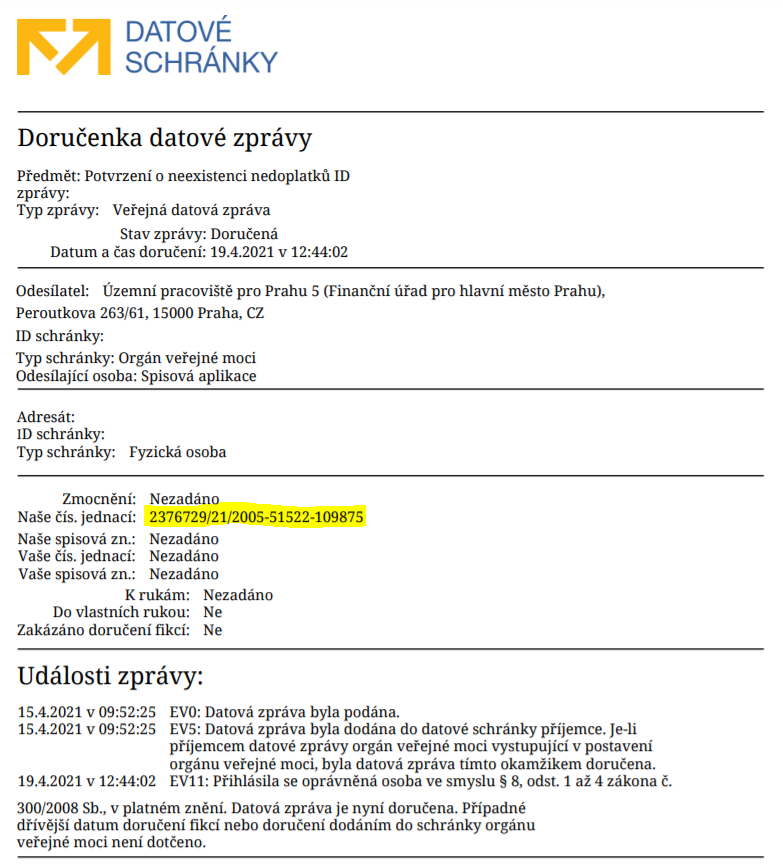 DATOVÉ
SCHRÁNKY
Doručenka datové zprávy
Předmět: Potvrzení o neexistenci nedoplatků ID
zprávy:
Typ zprávy: Veřejná datová zpráva
Stav zprávy: Doručená
Datum a čas doručení: 19.4.2021 v 12:44:02
Odesílatel: Územní pracoviště pro Prahu 5 (Finanční úřad pro hlavní město Prahu),
Peroutkova 263/61, 15000 Praha, CZ
ID schránky:
Typ schránky: Orgán veřejné moci
Odesílající osoba: Spisová aplikace
Adresát:
ID schránky:
Typ schránky: Fyzická osoba
Zmocnění: Nezadáno
Naše čís. jednací: 2376729/21/2005-51522-109875
Naše spisová zn.: Nezadáno
Vaše čís. jednací: Nezadáno
Vaše spisová zn.: Nezadáno
K rukám: Nezadáno
Do vlastních rukou: Ne
Zakázáno doručení fikcí: Ne
Události zprávy:
15.4.2021 v 09:52:25 EV0: Datová zpráva byla podána.
15.4.2021 v 09:52:25 EV5: Datová zpráva byla dodána do datové schránky příjemce. Je-li
příjemcem datové zprávy orgán veřejné moci vystupující v postavení
orgánu veřejné moci, byla datová zpráva tímto okamžikem doručena.
19.4.2021 v 12:44:02 EV11: Přihlásila se oprávněná osoba ve smyslu § 8, odst. 1 až 4 zákona č.
300/2008 Sb., v platném znění. Datová zpráva je nyní doručena. Případné
dřívější datum doručení fikcí nebo doručení dodáním do schránky orgánu
veřejné moci není dotčeno.